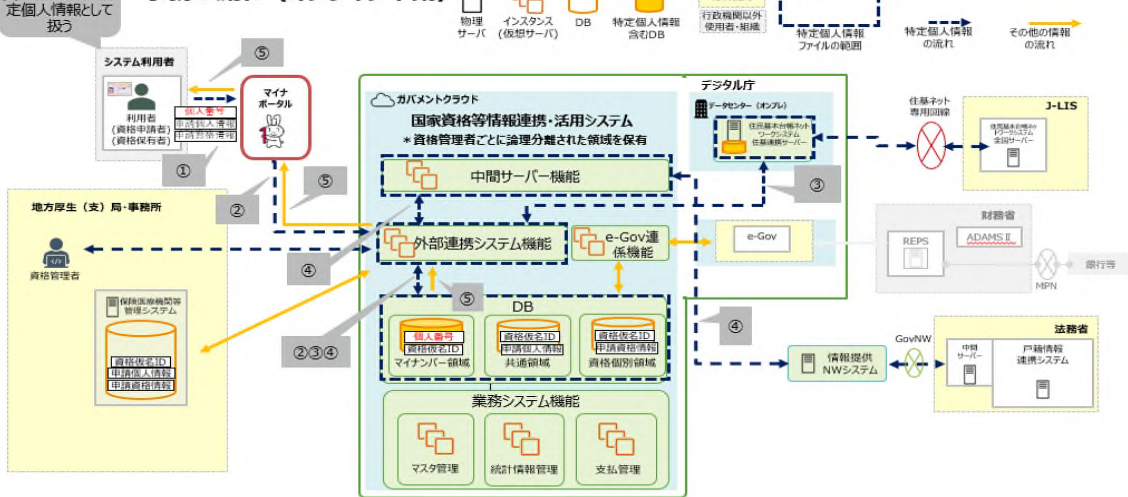 定個人情報として
扱う
物理
サーバ
インスタンス
(仮想サーバ)
DB
特定個人情報
含むDB
行政機関以外
使用者・組織
特定個人情報
ファイルの範囲
特定個人情報
の流れ
その他の情報
の流れ
システム利用者
利用者
(資格申請者)
(資格保有者)
個人番号
申請個人情報
申請資格情報
①
⑤
マイナ
ポータル
②
⑤
地方厚生（支）局・事務所
資格管理者
保険医療機関等
管理システム
資格仮名ID
申請個人情報
申請資格情報
ガバメントクラウド
国家資格等情報連携・活用システム
＊資格管理者ごとに論理分離された領域を保有
中間サーバー機能
④
外部連携システム機能
e-Gov連
係機能
⑤
②③④
DB
個人番号
資格仮名ID
マイナンバー領域
資格仮名ID
申請個人情報
共通領域
資格仮名ID
申請資格情報
資格個別領域
業務システム機能
マスタ管理
統計情報管理
支払管理
デジタル庁
データセンター（オンプレ）
住民基本台帳ネット
ワークシステム
住基連携サーバー
③
e-Gov
④
住基ネット
専用回線
J-LIS
住民基本台帳ネッ
トワークシステム
全国サーバー
財務省
REPS
ADAMSⅡ
MPN
銀行等
情報提供
NWシステム
GovNW
法務省
中間
サーバー
戸籍情報
連携システム